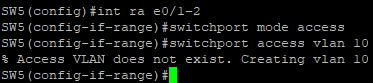 SW5(config)#int ra e0/1-2
SW5(config-if-range)#switchport mode access
SW5(config-if-range)#switchport access vlan 10
% Access VLAN does not exist. Creating vlan 10
SW5(config-if-range)#